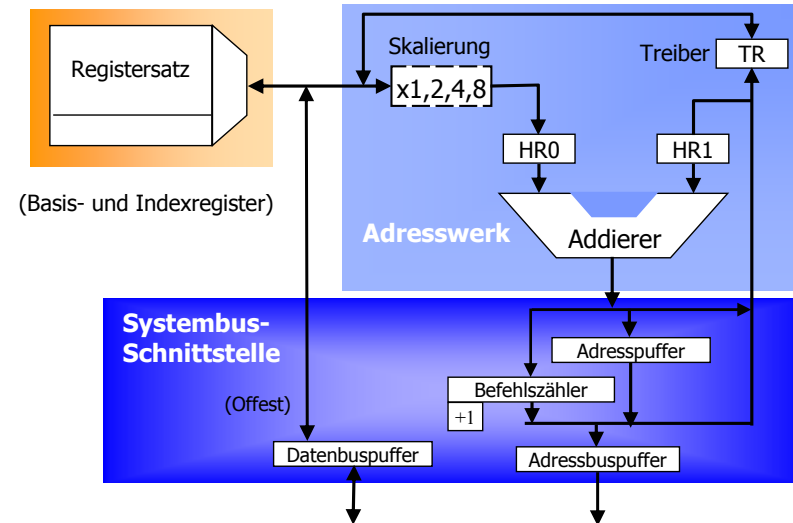 Skalierung
Registersatz
Treiber
TR
x1,2,4,8
HR0
HR1
(Basis- und Indexregister)
Adresswerk
Addierer
Systembus-
Schnittstelle
Adresspuffer
Befehlszähler
(Offest)
+1
Datenbuspuffer
Adressbuspuffer